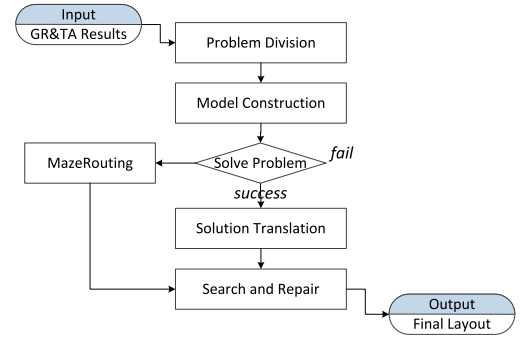 Input
GR&TA Results
Problem Division
Model Construction
Solve Problem
fail
MazeRouting
success
Solution Translation
Search and Repair
Output
Final Layout